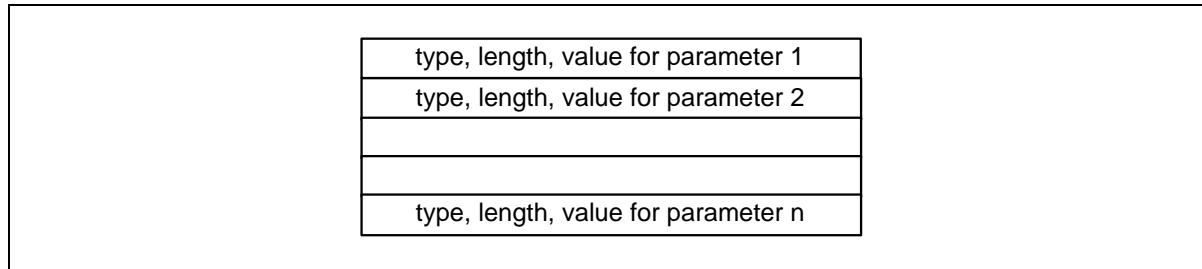 type, length, value for parameter 1
type, length, value for parameter 2
type, length, value for parameter n